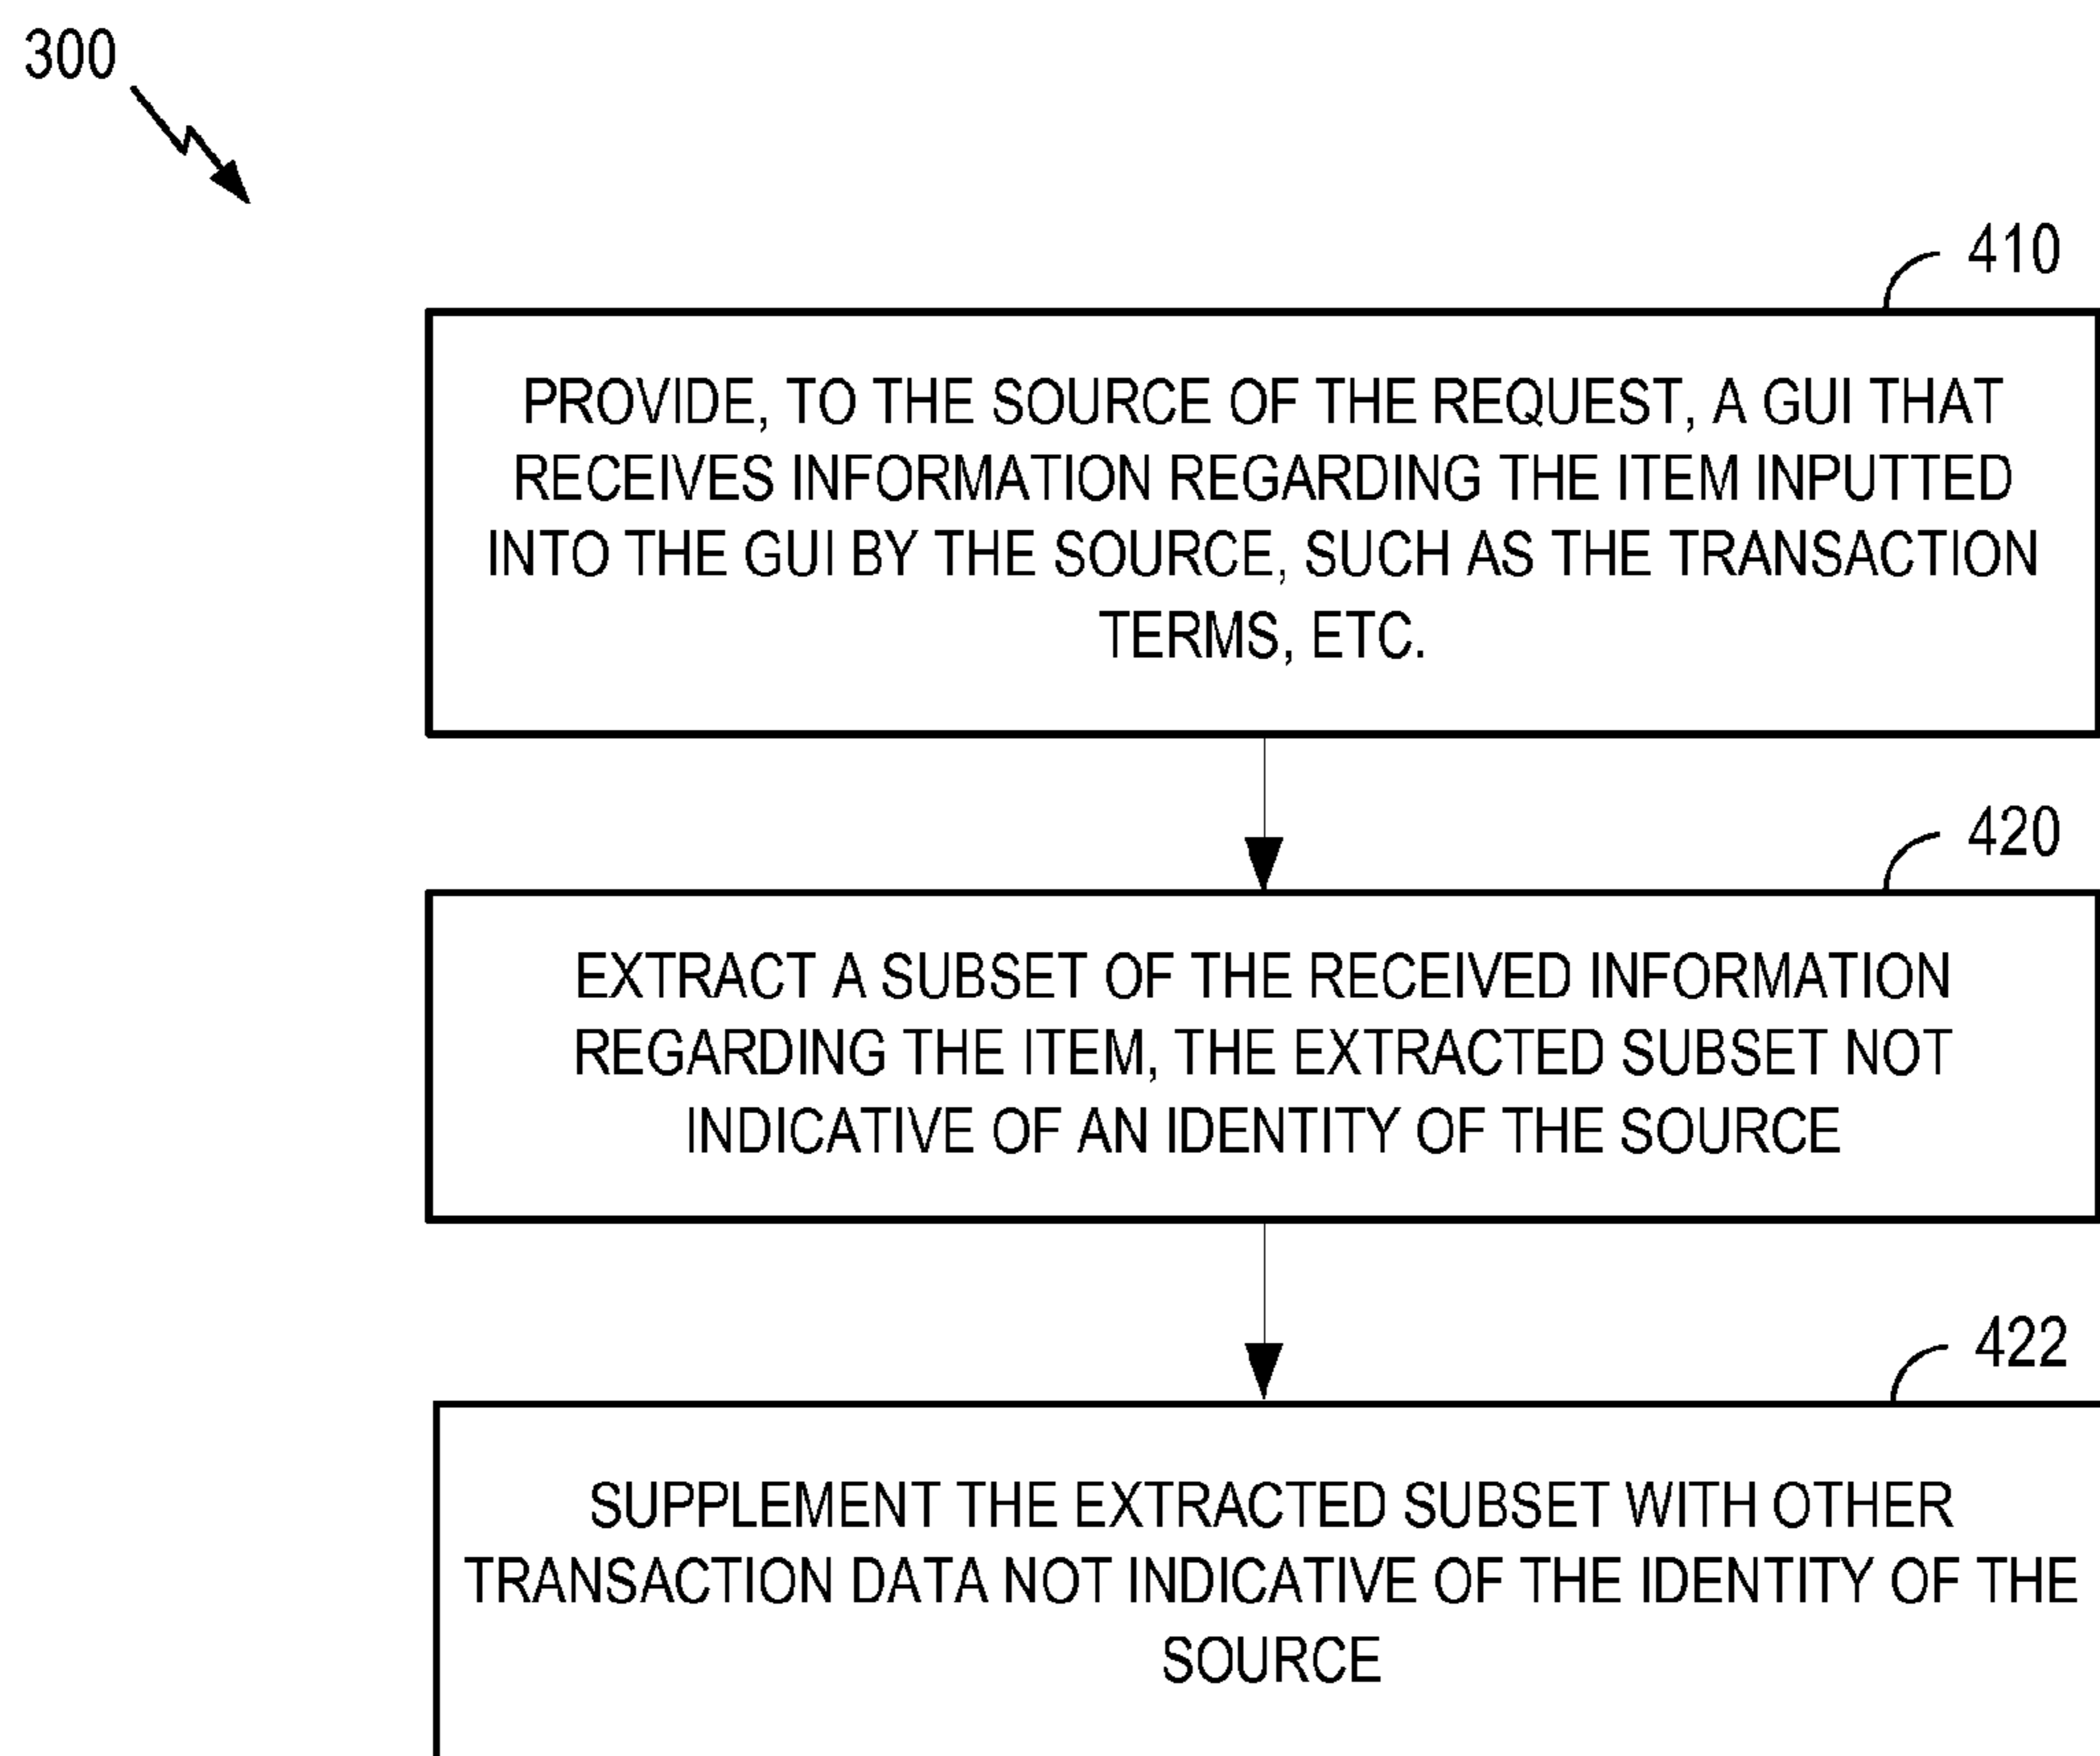 300
410
PROVIDE, TO THE SOURCE OF THE REQUEST, A GUI THAT
RECEIVES INFORMATION REGARDING THE ITEM INPUTTED
INTO THE GUI BY THE SOURCE, SUCH AS THE TRANSACTION
TERMS, ETC.
420
EXTRACT A SUBSET OF THE RECEIVED INFORMATION
REGARDING THE ITEM, THE EXTRACTED SUBSET NOT
INDICATIVE OF AN IDENTITY OF THE SOURCE
422
SUPPLEMENT THE EXTRACTED SUBSET WITH OTHER
TRANSACTION DATA NOT INDICATIVE OF THE IDENTITY OF THE
SOURCE